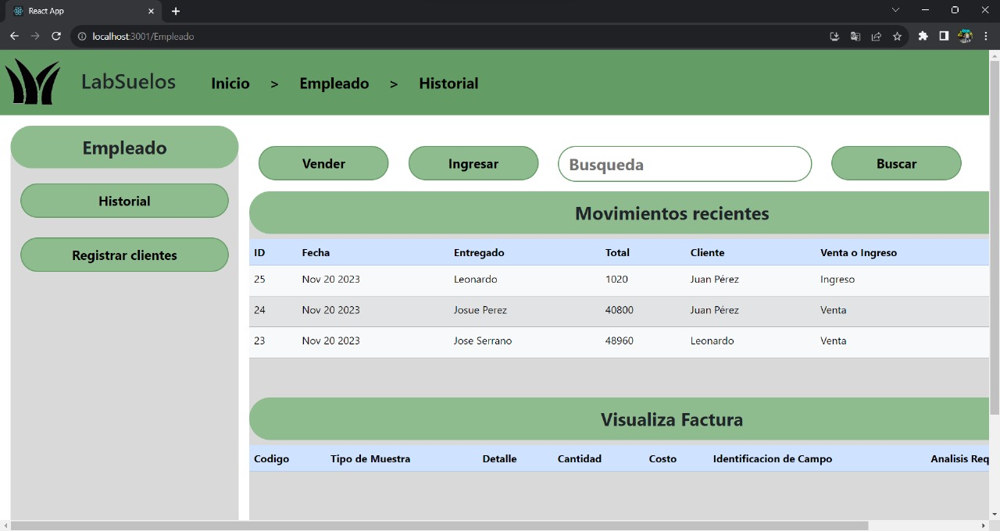 React App
localhost:3001/Empleado
LabSuelos Inicio > Empleado > Historial
Empleado
Historial
Registrar clientes
Vender Ingresar Busqueda Buscar
Movimientos recientes
ID Fecha Entregado Total Cliente Venta o Ingreso
25 Nov 20 2023 Leonardo 1020 Juan Pérez Ingreso
24 Nov 20 2023 Josue Perez 40800 Juan Pérez Venta
23 Nov 20 2023 Jose Serrano 48960 Leonardo Venta
Visualiza Factura
Codigo Tipo de Muestra Detalle Cantidad Costo Identificacion de Campo Analisis Req